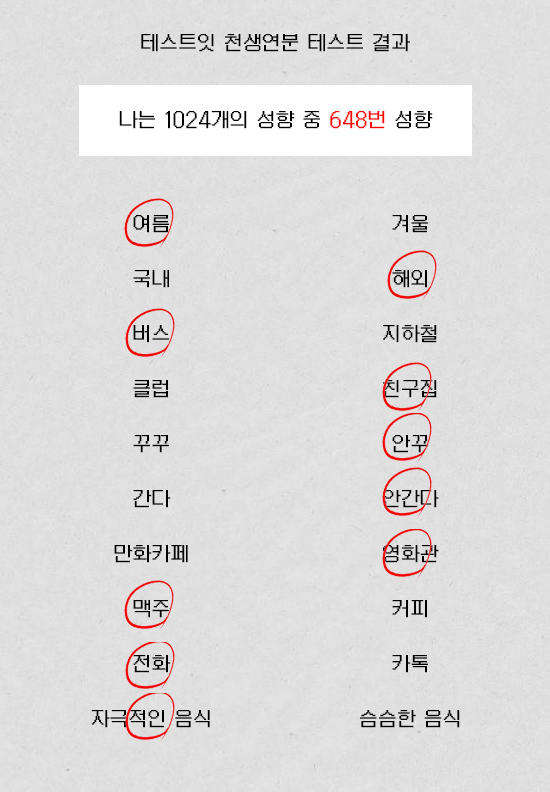 테스트잇 천생연분 테스트 결과
나는 1024개의 성향 중 648번 성향
여름 겨울
국내 해외
버스 지하철
클럽 친구집
꾸꾸 안꾸
간다 안간다
만화카페 영화관
맥주 커피
전화 카톡
자극적인 음식 슴슴한 음식